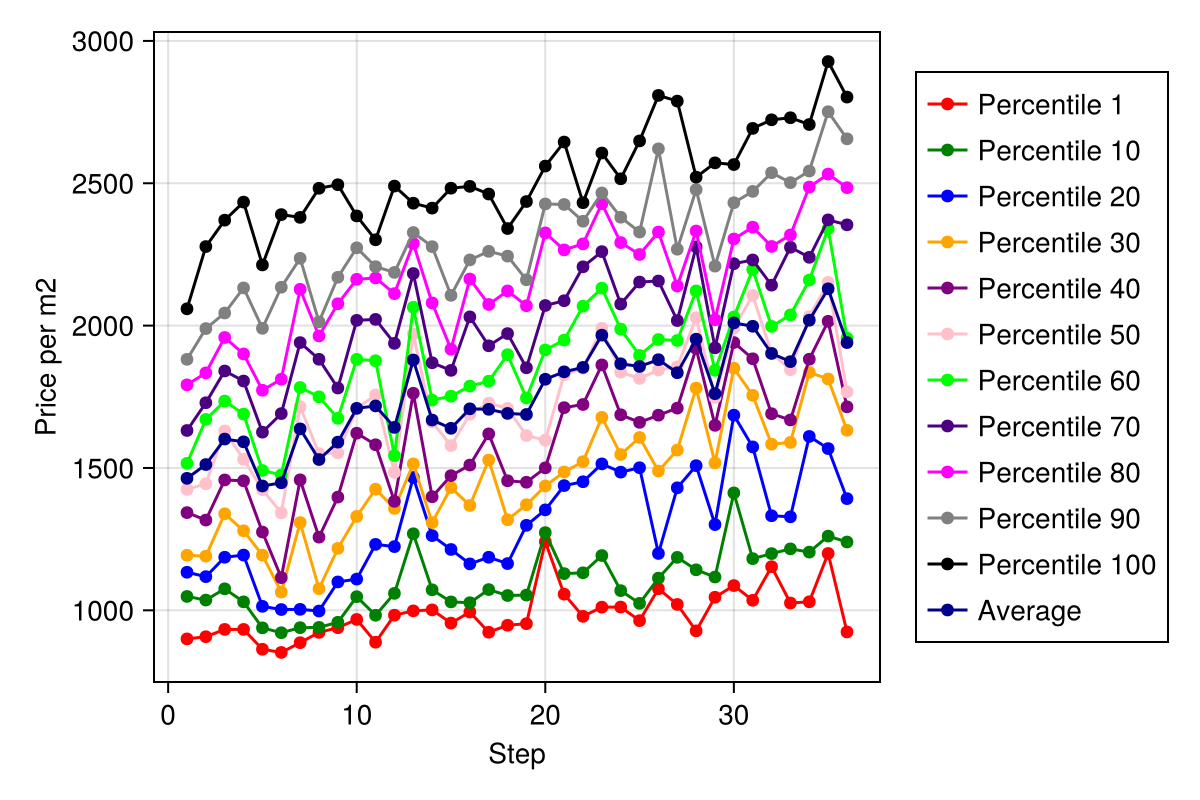 3000
2500
2000
1500
1000
Price per m2
0
10
20
30
Step
Percentile 1
Percentile 10
Percentile 20
Percentile 30
Percentile 40
Percentile 50
Percentile 60
Percentile 70
Percentile 80
Percentile 90
Percentile 100
Average